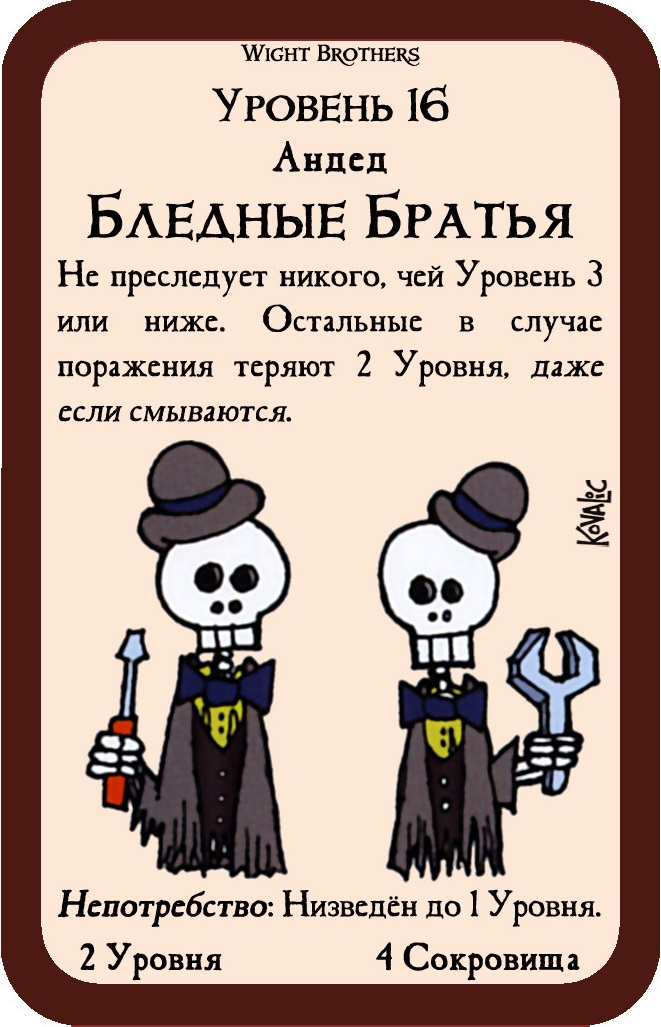 Wight Brothers
Уровень 16
Андед
Бледные Братья
Не преследует никого, чей Уровень 3
или ниже. Остальные в случае
поражения теряют 2 Уровня, даже
если смываются.
Kovalic
Непотребство: Низведён до 1 Уровня.
2 Уровня 4 Сокровища